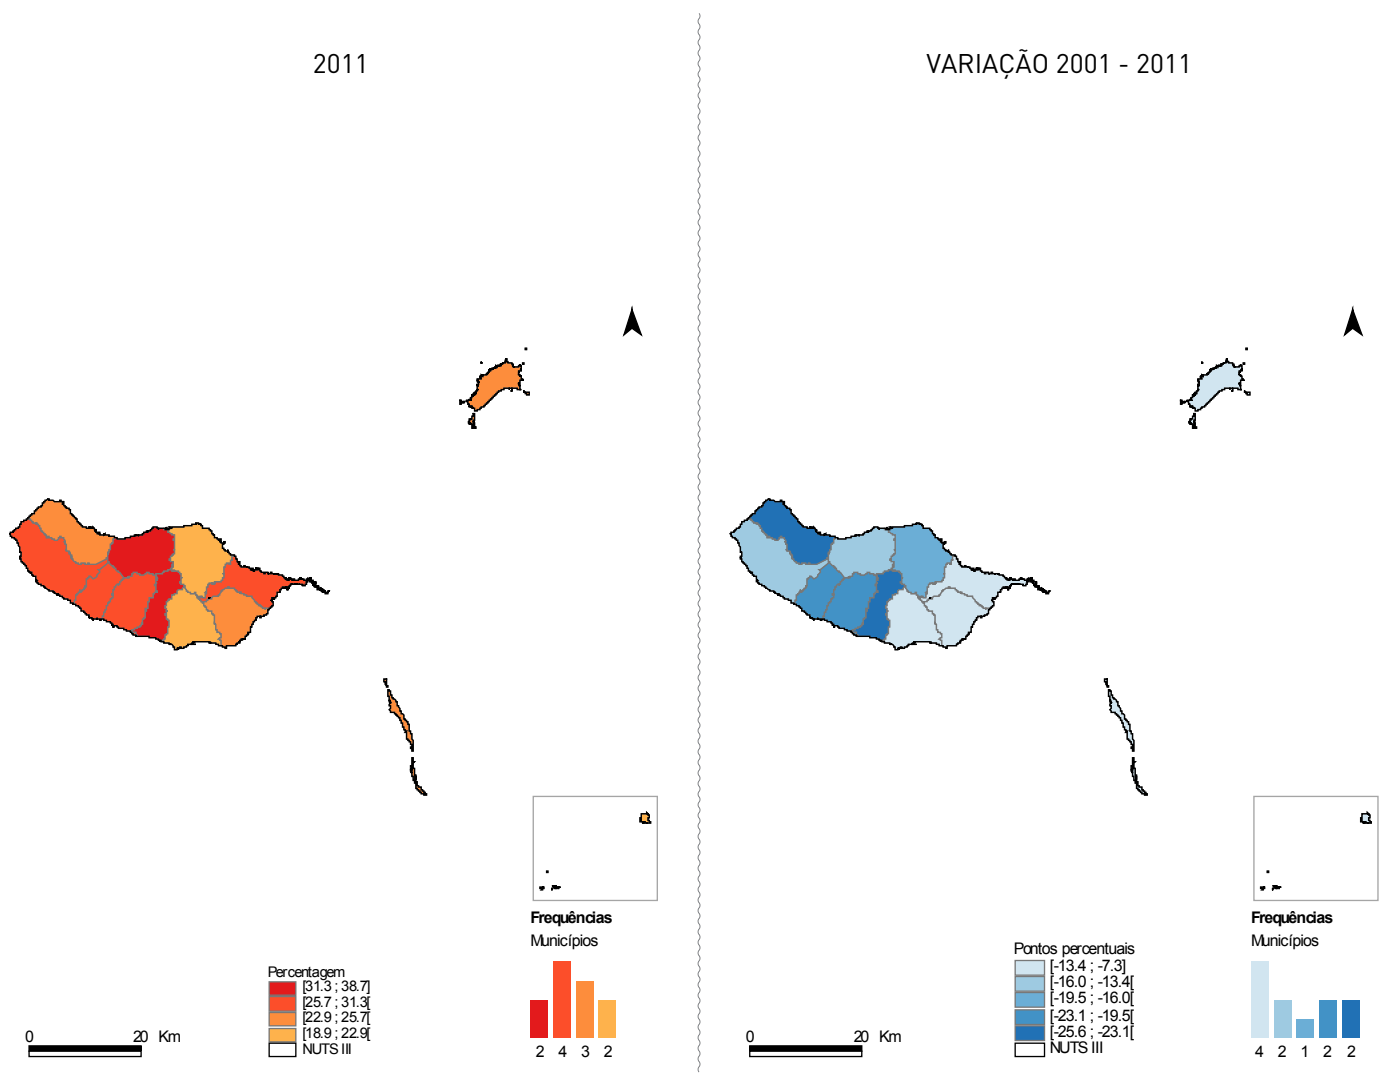 2011
Frequências
Municípios
Percentagem
[31.3 ; 38.7]
[25.7 ; 31.3[
[22.9 ; 25.7[
[18.9 ; 22.9[
NUTS III
0 20 Km
2 4 3 2
VARIAÇÃO 2001 - 2011
Frequências
Municípios
Pontos percentuais
[-13.4 ; -7.3]
[-16.0 ; -13.4[
[-19.5 ; -16.0[
[-23.1 ; -19.5[
[-25.6 ; -23.1[
NUTS III
0 20 Km
4 2 1 2 2